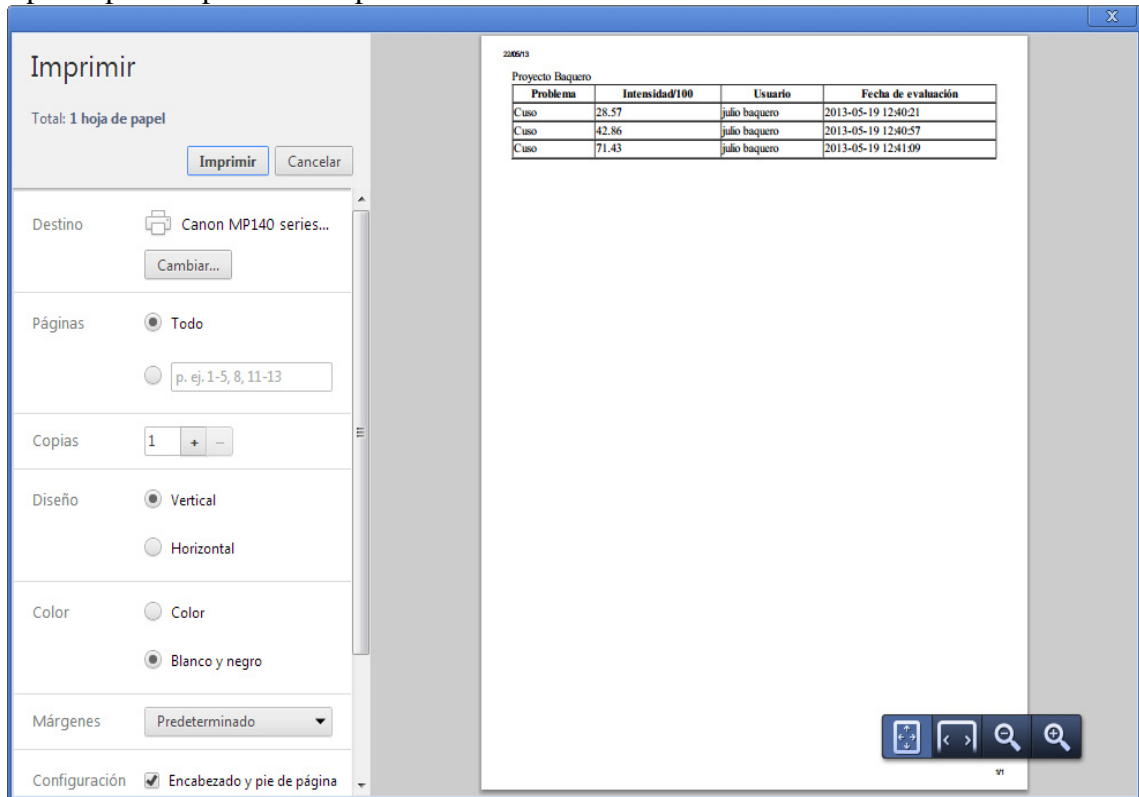 X
Imprimir
Total: 1 hoja de papel
Imprimir Cancelar
Destino Canon MP140 series...
Cambiar...
Páginas Todo
p. ej. 1-5, 8, 11-13
Copias 1 + -
Diseño Vertical
Horizontal
Color Color
Blanco y negro
Márgenes Predeterminado
Configuración Encabezado y pie de página
22/05/13
Proyecto Baquero
Problema Intensidad/100 Usuario Fecha de evaluación
Cuso 28.57 julio baquero 2013-05-19 12:40:21
Cuso 42.86 julio baquero 2013-05-19 12:40:57
Cuso 71.43 julio baquero 2013-05-19 12:41:09
1/1